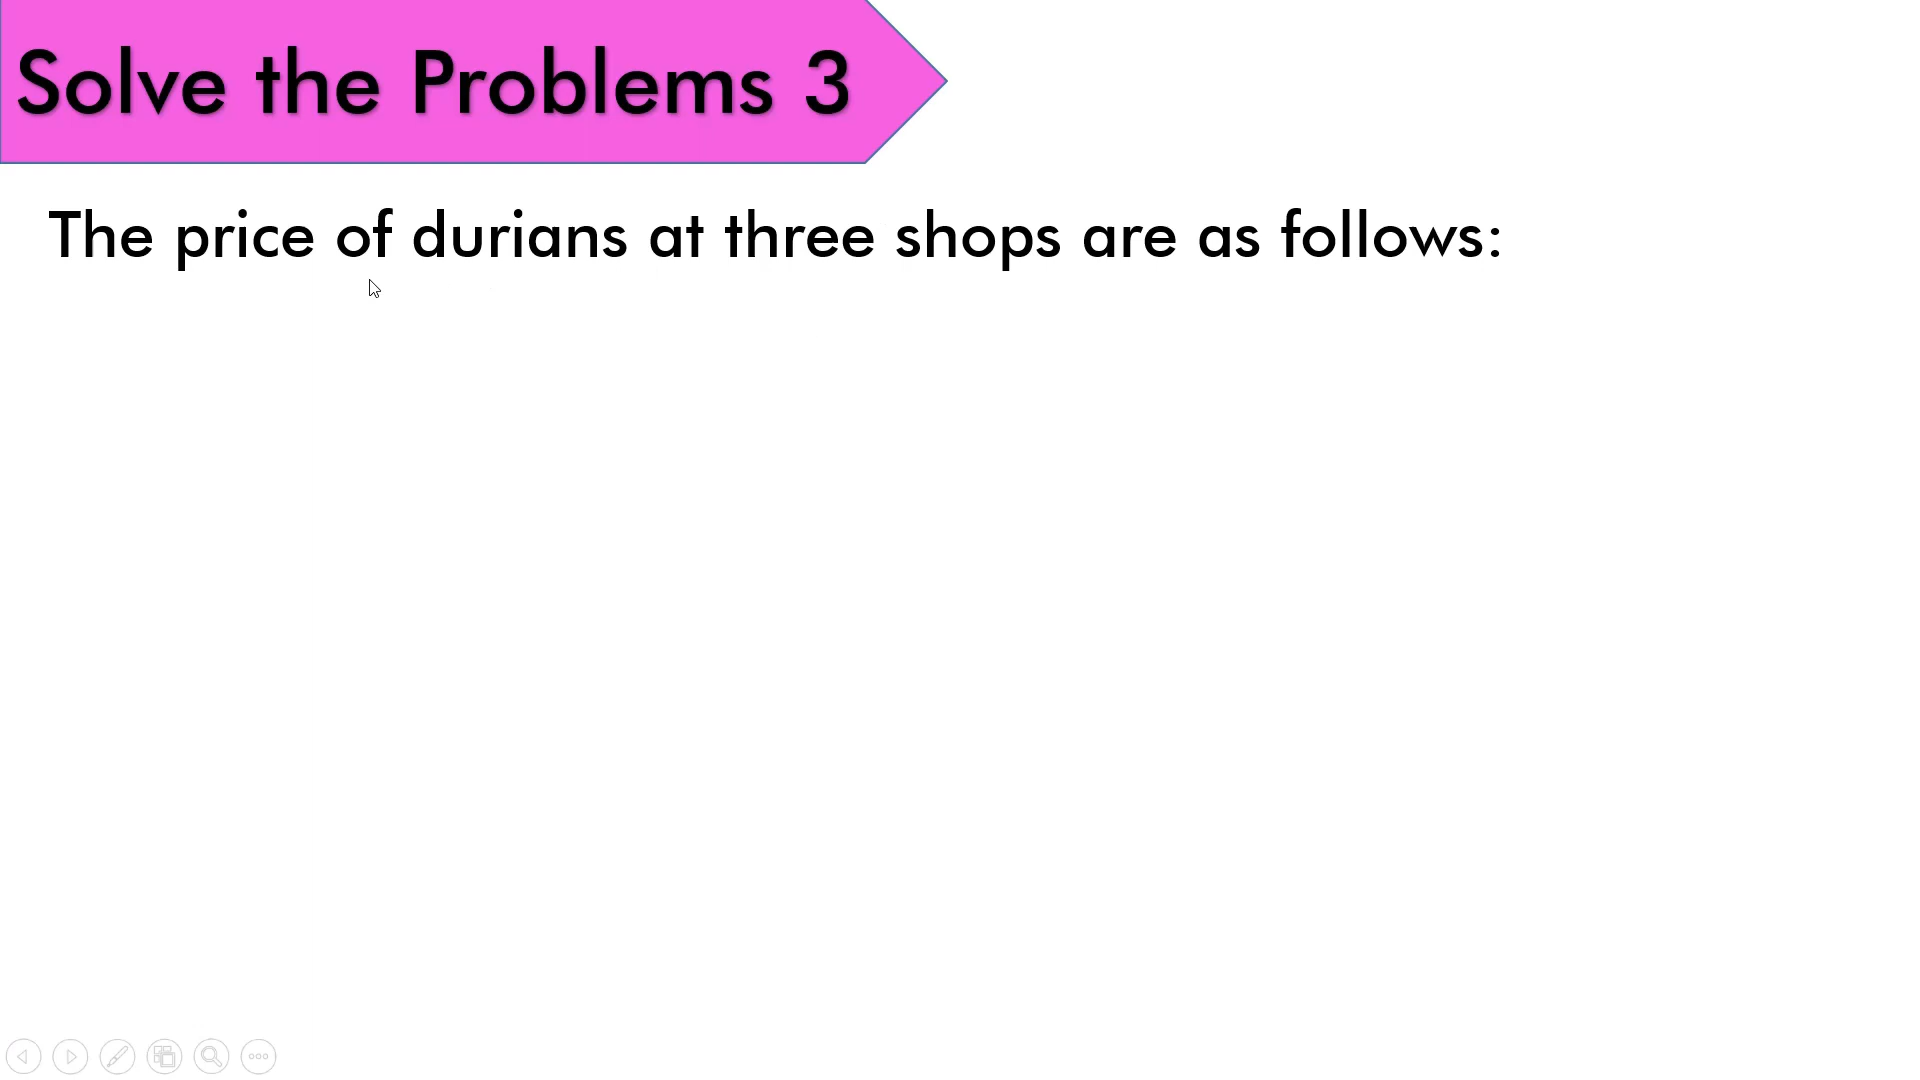 Solve the Problems 3
The price of durians at three shops are as follows: